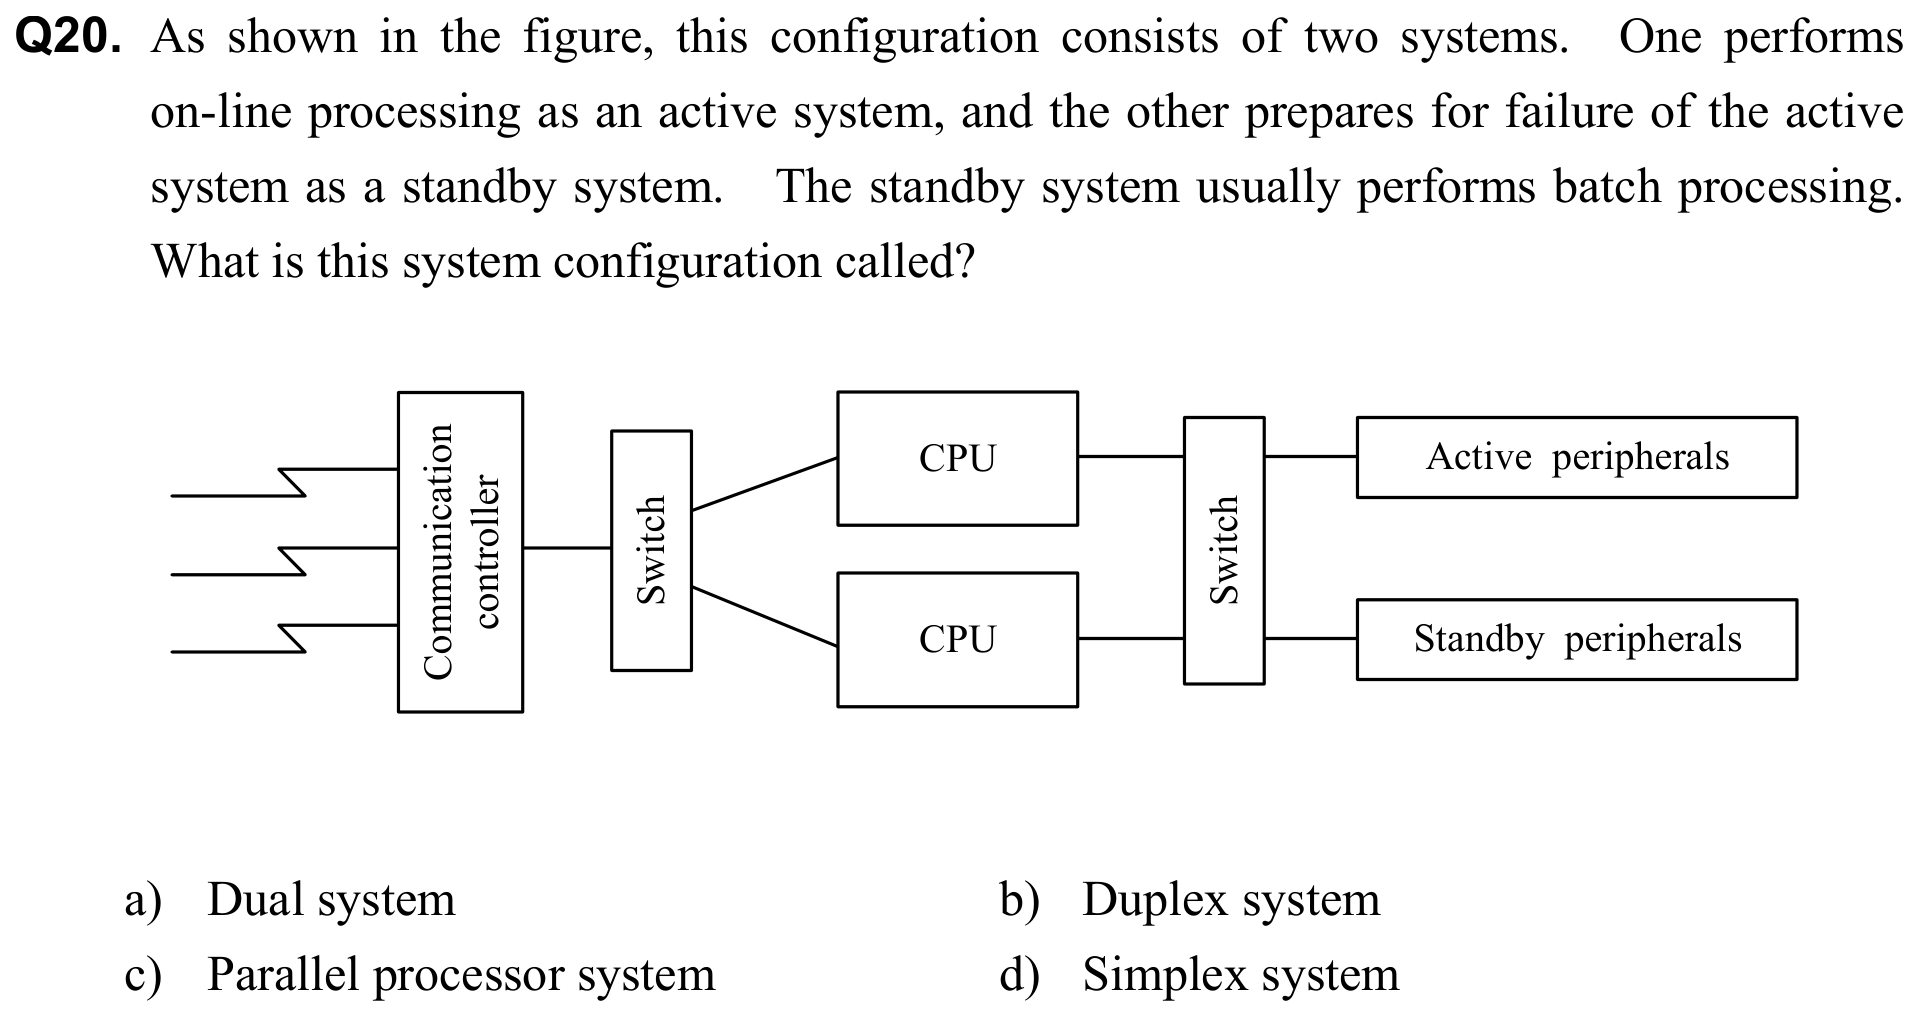 Q20. As shown in the figure, this configuration consists of two systems. One performs
on-line processing as an active system, and the other prepares for failure of the active
system as a standby system. The standby system usually performs batch processing.
What is this system configuration called?
Communication
controller
Switch
CPU
CPU
Switch
Active peripherals
Standby peripherals
a) Dual system
b) Duplex system
c) Parallel processor system
d) Simplex system